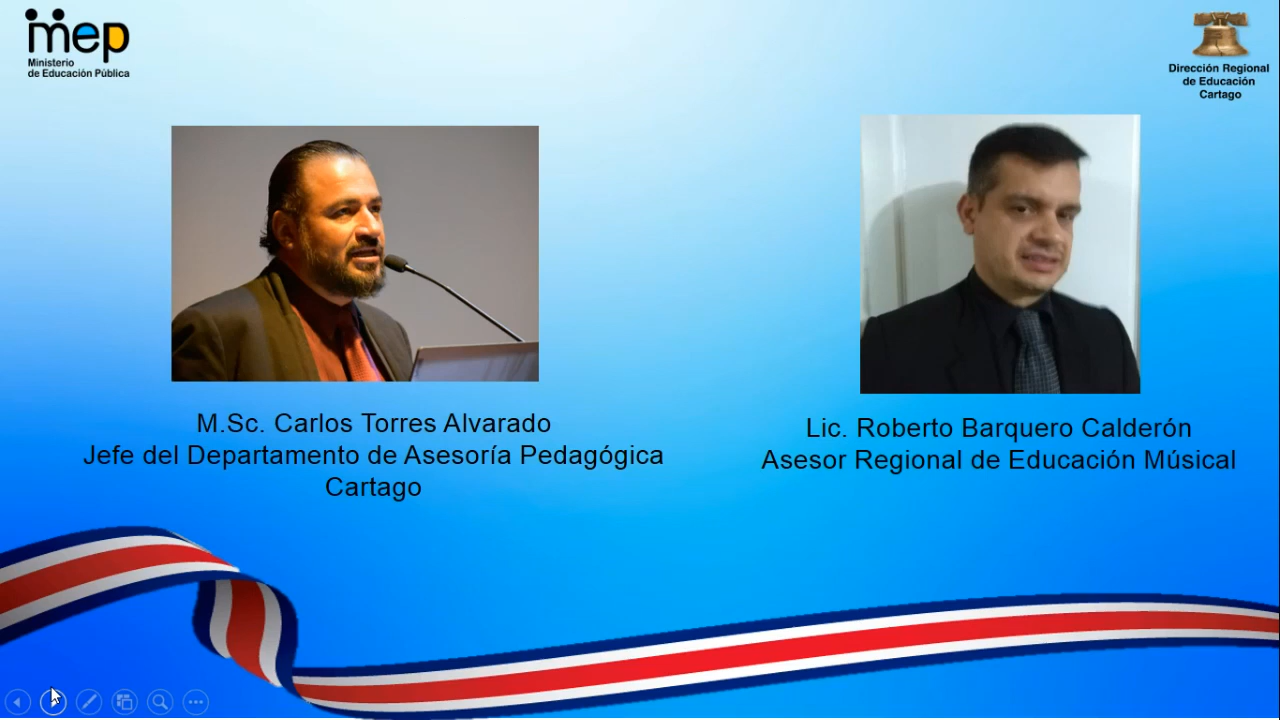 mep
Ministerio
de Educación Pública
Dirección Regional
de Educación
Cartago
M.Sc. Carlos Torres Alvarado
Jefe del Departamento de Asesoría Pedagógica
Cartago
Lic. Roberto Barquero Calderón
Asesor Regional de Educación Músical